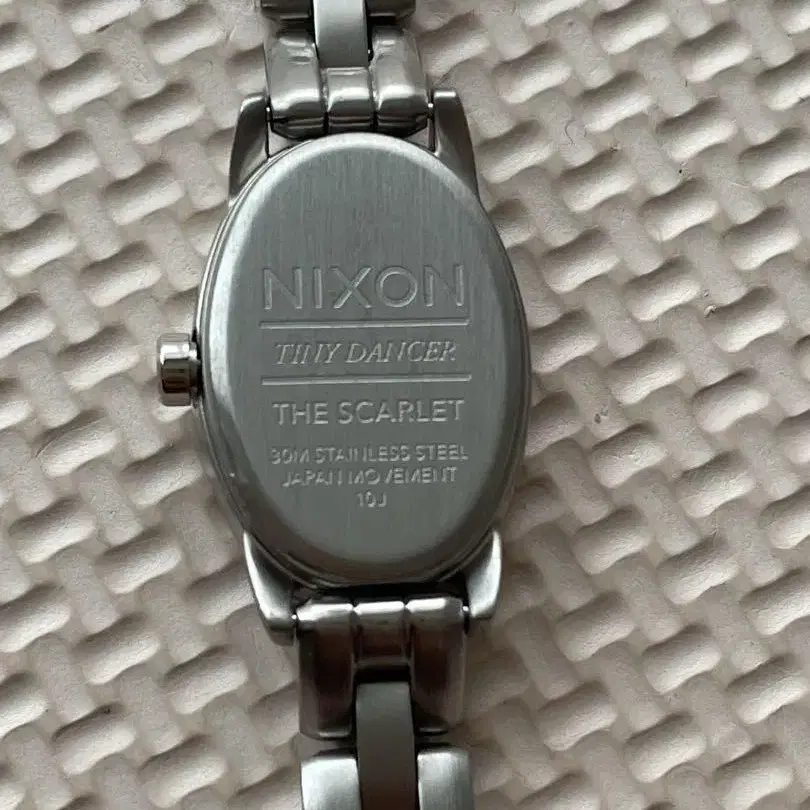 NIXON
TINY DANCER
THE SCARLET
30M STAINLESS STEEL
JAPAN MOVEMENT
10J